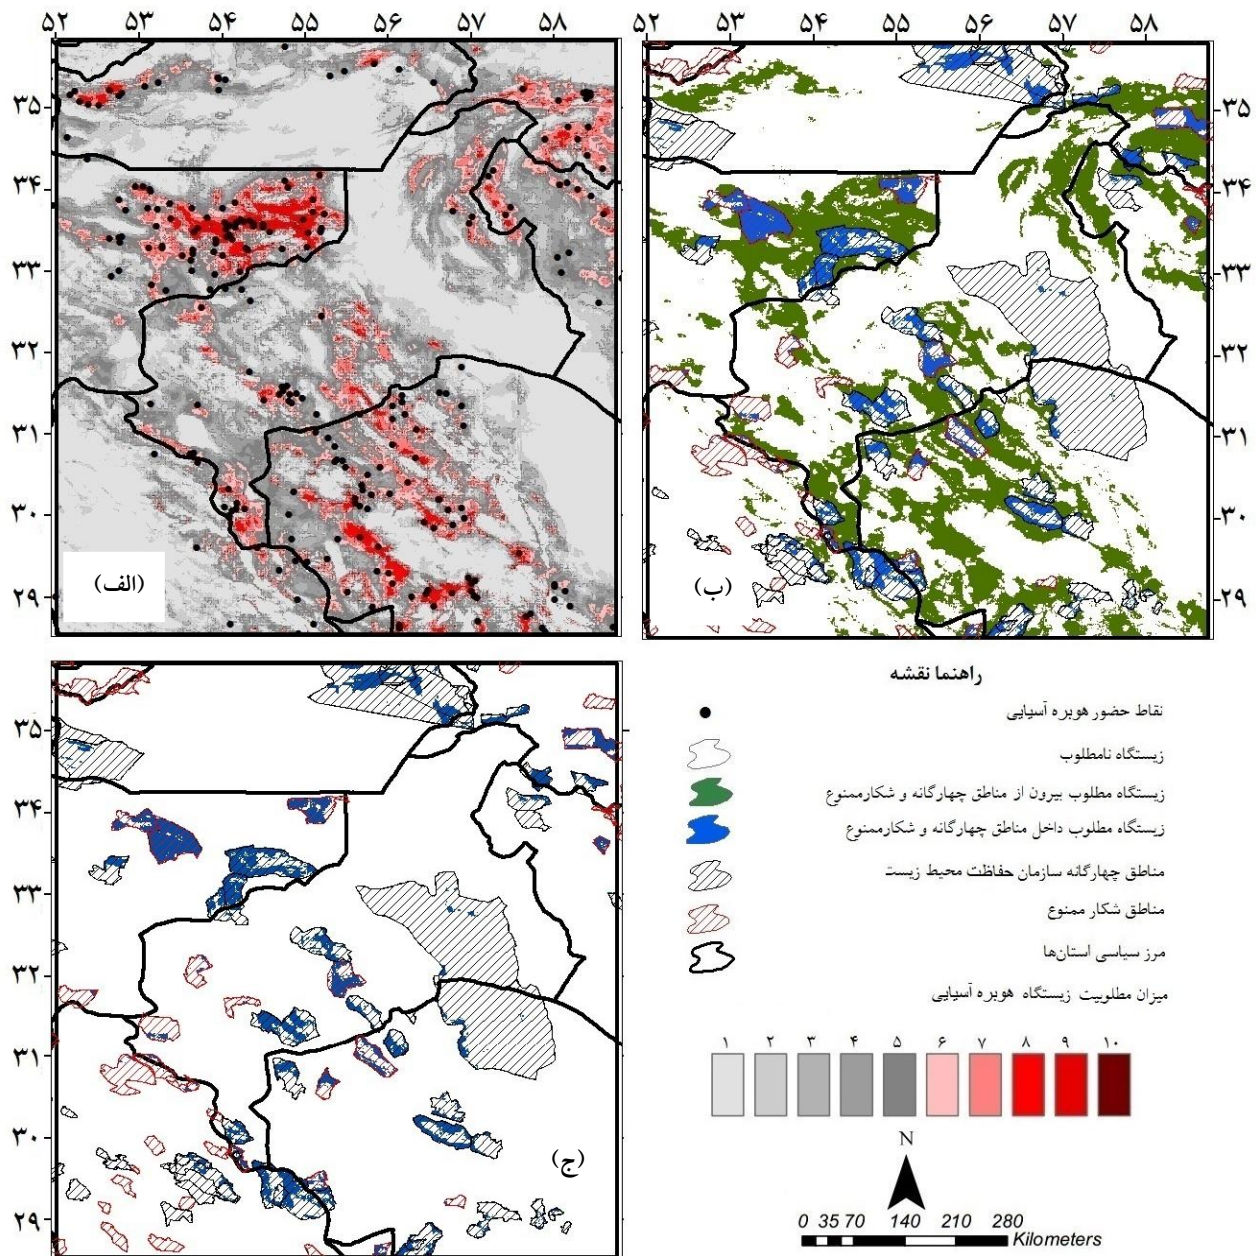 ۵۲ ۵۳ ۵۴ ۵۵ ۵۶ ۵۷ ۵۸
۵۲ ۵۳ ۵۴ ۵۵ ۵۶ ۵۷ ۵۸
۳۵
۳۴
۳۳
۳۲
۳۱
۳۰
۲۹
(الف)
۳۵
۳۴
۳۳
۳۲
۳۱
۳۰
۲۹
(ب)
۳۵
۳۴
۳۳
۳۲
۳۱
۳۰
۲۹
(ج)
راهنما نقشه
نقاط حضور هوبره آسیایی
زیستگاه نامطلوب
زیستگاه مطلوب بیرون از مناطق چهارگانه و شکارممنوع
زیستگاه مطلوب داخل مناطق چهارگانه و شکارممنوع
مناطق چهارگانه سازمان حفاظت محیط زیست
مناطق شکار ممنوع
مرز سیاسی استان‌ها
میزان مطلوبیت زیستگاه هوبره آسیایی
۱ ۲ ۳ ۴ ۵ ۶ ۷ ۸ ۹ ۱۰
N
0 35 70 140 210 280
Kilometers